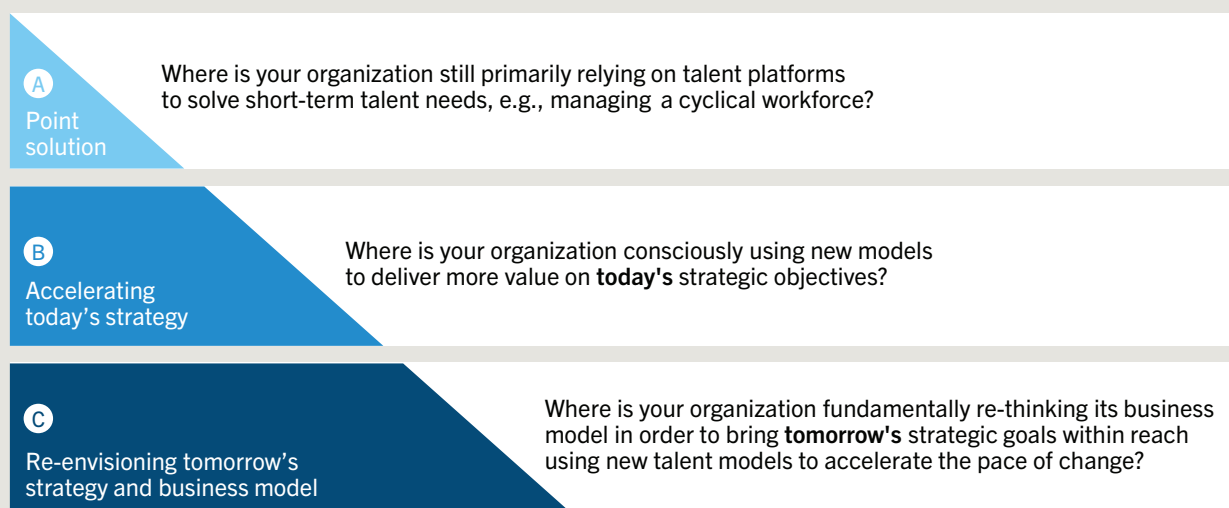 A
Point
solution
Where is your organization still primarily relying on talent platforms
to solve short-term talent needs, e.g., managing a cyclical workforce?
B
Accelerating
today’s strategy
Where is your organization consciously using new models
to deliver more value on today's strategic objectives?
C
Re-envisioning tomorrow’s
strategy and business model
Where is your organization fundamentally re-thinking its business
model in order to bring tomorrow's strategic goals within reach
using new talent models to accelerate the pace of change?